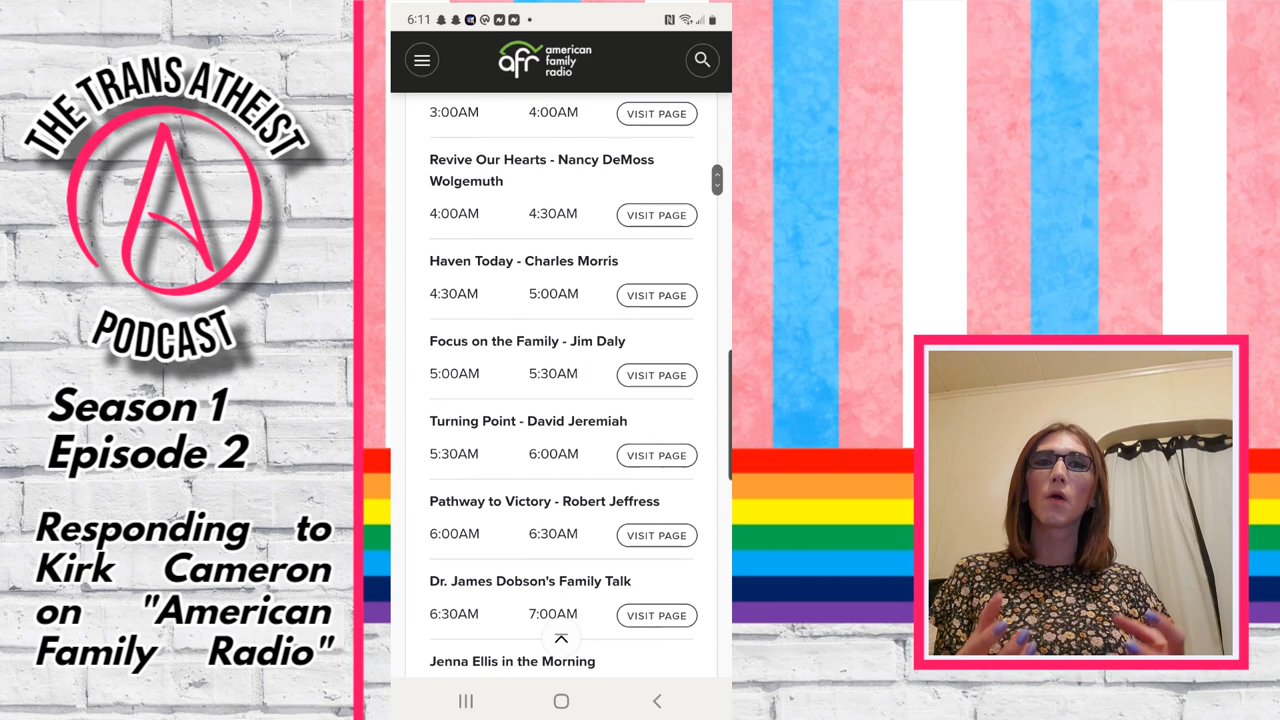 THE TRANS ATHEIST
PODCAST
Season 1
Episode 2
Responding to
Kirk Cameron
on "American
Family Radio"
6:11
afr american
family
radio
3:00AM 4:00AM VISIT PAGE
Revive Our Hearts - Nancy DeMoss
Wolgemuth
4:00AM 4:30AM VISIT PAGE
Haven Today - Charles Morris
4:30AM 5:00AM VISIT PAGE
Focus on the Family - Jim Daly
5:00AM 5:30AM VISIT PAGE
Turning Point - David Jeremiah
5:30AM 6:00AM VISIT PAGE
Pathway to Victory - Robert Jeffress
6:00AM 6:30AM VISIT PAGE
Dr. James Dobson's Family Talk
6:30AM 7:00AM VISIT PAGE
Jenna Ellis in the Morning